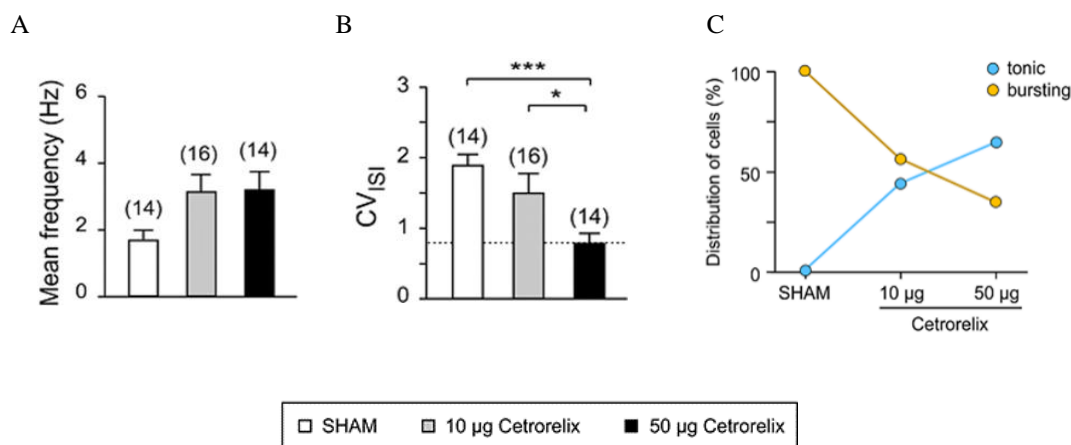 A
B
C
Mean frequency (Hz)
6
4
2
0
(14)
(16)
(14)
CV ISI
3
2
1
0
***
*
(14)
(16)
(14)
Distribution of cells (%)
100
50
0
tonic
bursting
SHAM
10 µg
50 µg
Cetrorelix
SHAM 10 µg Cetrorelix 50 µg Cetrorelix